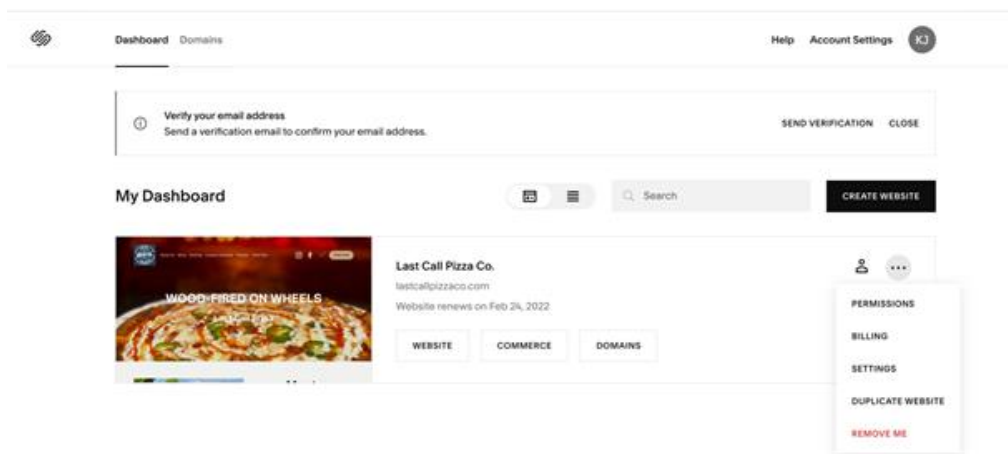 Dashboard Domains
Help Account Settings KJ
Verify your email address
Send a verification email to confirm your email address.
SEND VERIFICATION CLOSE
My Dashboard
Search
CREATE WEBSITE
WOOD-FIRED ON WHEELS
Last Call Pizza Co.
lastcallpizzaco.com
Website renews on Feb 24, 2022
WEBSITE COMMERCE DOMAINS
PERMISSIONS
BILLING
SETTINGS
DUPLICATE WEBSITE
REMOVE ME